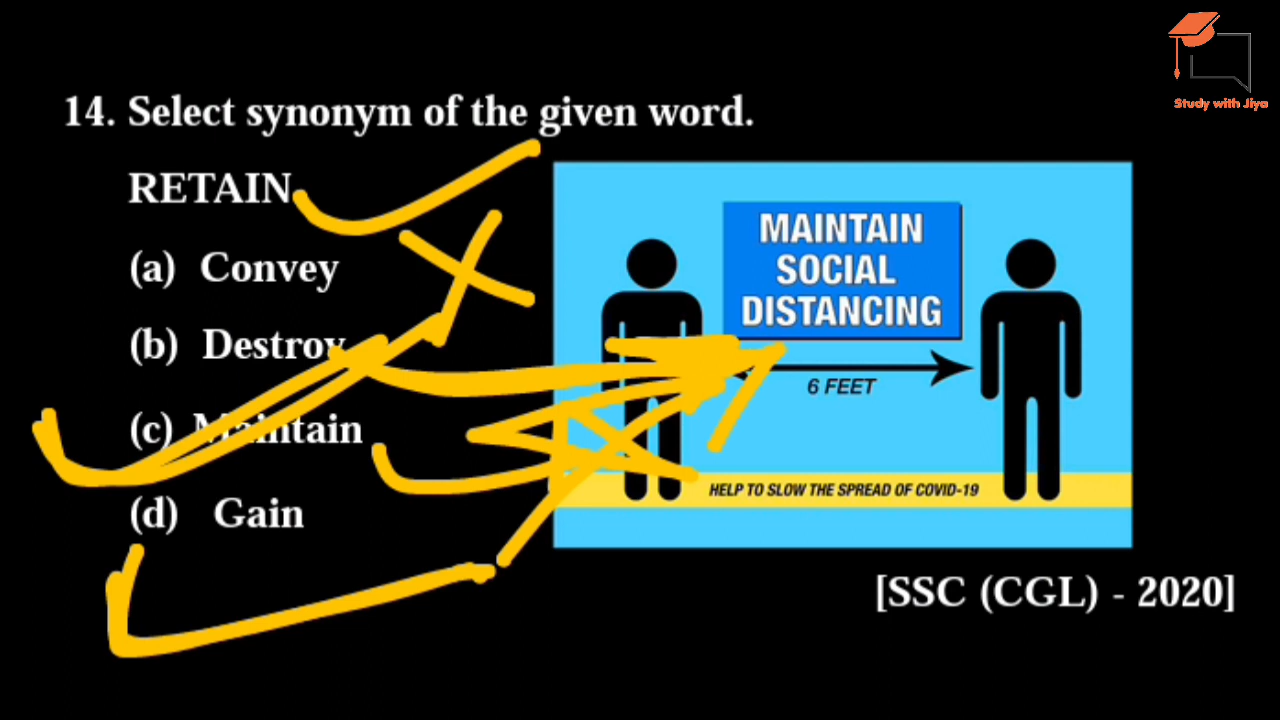 Study with Jiya
14. Select synonym of the given word.
RETAIN
(a) Convey
(b) Destroy
(c) Maintain
(d) Gain
MAINTAIN
SOCIAL
DISTANCING
6 FEET
HELP TO SLOW THE SPREAD OF COVID-19
[SSC (CGL) - 2020]